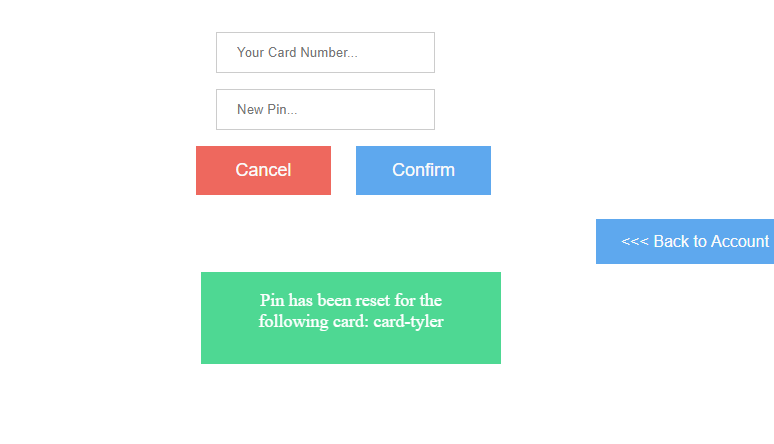 Your Card Number...
New Pin...
Cancel
Confirm
<<< Back to Account
Pin has been reset for the
following card: card-tyler